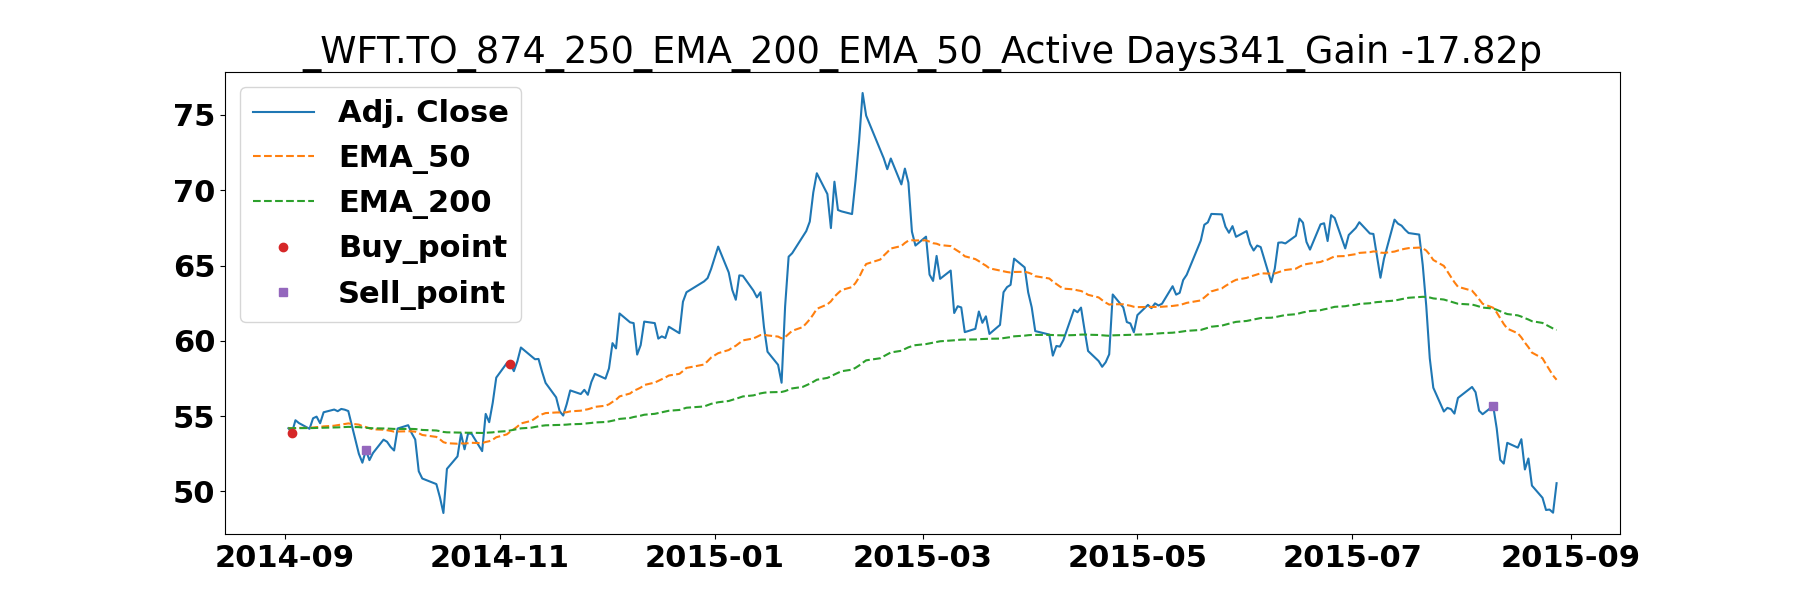 _WFT.TO_874_250_EMA_200_EMA_50_Active Days341_Gain -17.82p
Adj. Close
EMA_50
EMA_200
Buy_point
Sell_point
75
70
65
60
55
50
2014-09 2014-11 2015-01 2015-03 2015-05 2015-07 2015-09